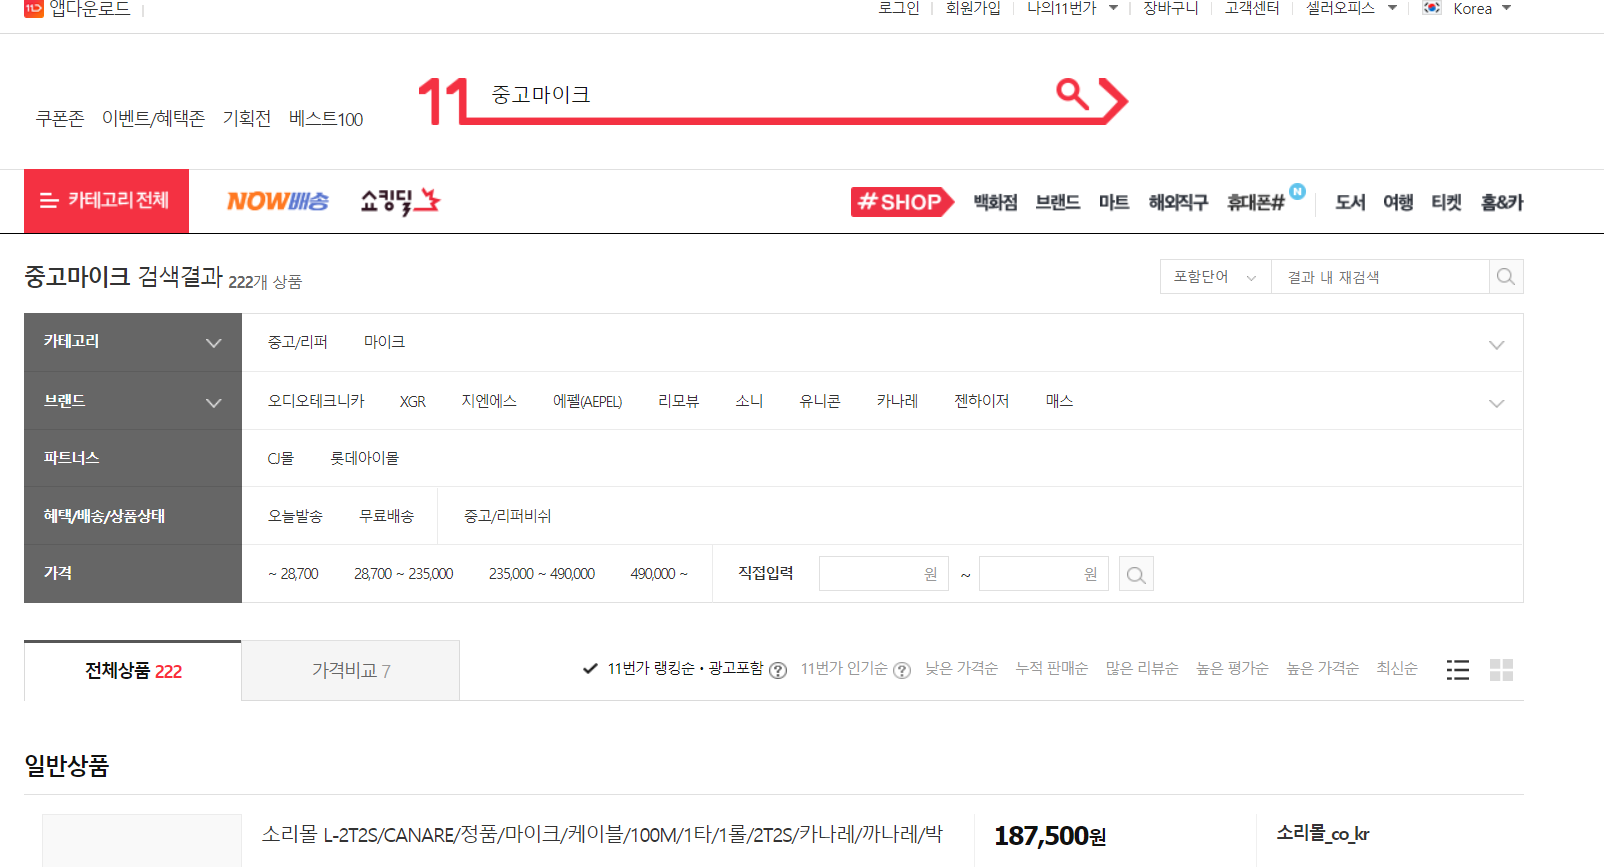 11D 앱다운로드
로그인 회원가입 나의11번가 장바구니 고객센터 셀러오피스 Korea
11 중고마이크
쿠폰존 이벤트/혜택존 기획전 베스트100
카테고리 전체 NOW배송 쇼킹딜 #SHOP 백화점 브랜드 마트 해외직구 휴대폰# N 도서 여행 티켓 홈&카
중고마이크 검색결과 222개 상품 포함단어 결과 내 재검색
카테고리 중고/리퍼 마이크
브랜드 오디오테크니카 XGR 지엔에스 에펠(AEPEL) 리모뷰 소니 유니콘 카나레 젠하이저 매스
파트너스 CJ몰 롯데아이몰
혜택/배송/상품상태 오늘발송 무료배송 중고/리퍼비쉬
가격 ~ 28,700 28,700 ~ 235,000 235,000 ~ 490,000 490,000 ~ 직접입력 원 ~ 원
전체상품 222 가격비교 7 11번가 랭킹순・광고포함 ? 11번가 인기순 ? 낮은 가격순 누적 판매순 많은 리뷰순 높은 평가순 높은 가격순 최신순
일반상품
소리몰 L-2T2S/CANARE/정품/마이크/케이블/100M/1타/1롤/2T2S/카나레/까나레/박 187,500원 소리몰_co_kr